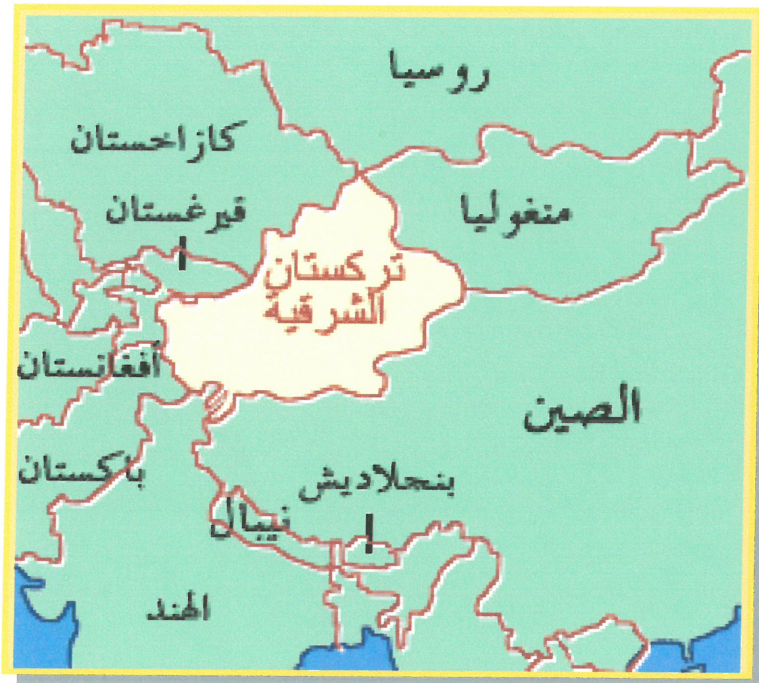 روسيا
كازاخستان
قيرغستان
منغوليا
تركستان
الشرقية
أفغانستان
الصين
باكستان
بنجلاديش
نيبال
الهند